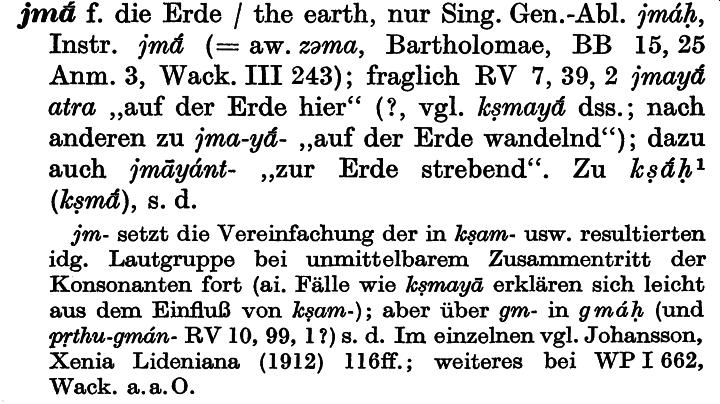 jmā́ f. die Erde / the earth, nur Sing. Gen.-Abl. jmáḥ,
Instr. jmā́ (= aw. zəma, Bartholomae, BB 15, 25
Anm. 3, Wack. III 243); fraglich RV 7, 39, 2 jmayā́
atra „auf der Erde hier“ (?, vgl. kṣmayā́ dss.; nach
anderen zu jma-yā́- „auf der Erde wandelnd“); dazu
auch jmāyánt- „zur Erde strebend“. Zu kṣā́ḥ¹
(kṣmā́), s. d.
jm- setzt die Vereinfachung der in kṣam- usw. resultierten
idg. Lautgruppe bei unmittelbarem Zusammentritt der
Konsonanten fort (ai. Fälle wie kṣmayā erklären sich leicht
aus dem Einfluß von kṣam-); aber über gm- in gmáḥ (und
pṛthu-gmán- RV 10, 99, 1?) s. d. Im einzelnen vgl. Johansson,
Xenia Lideniana (1912) 116ff.; weiteres bei WP I 662,
Wack. a. a. O.